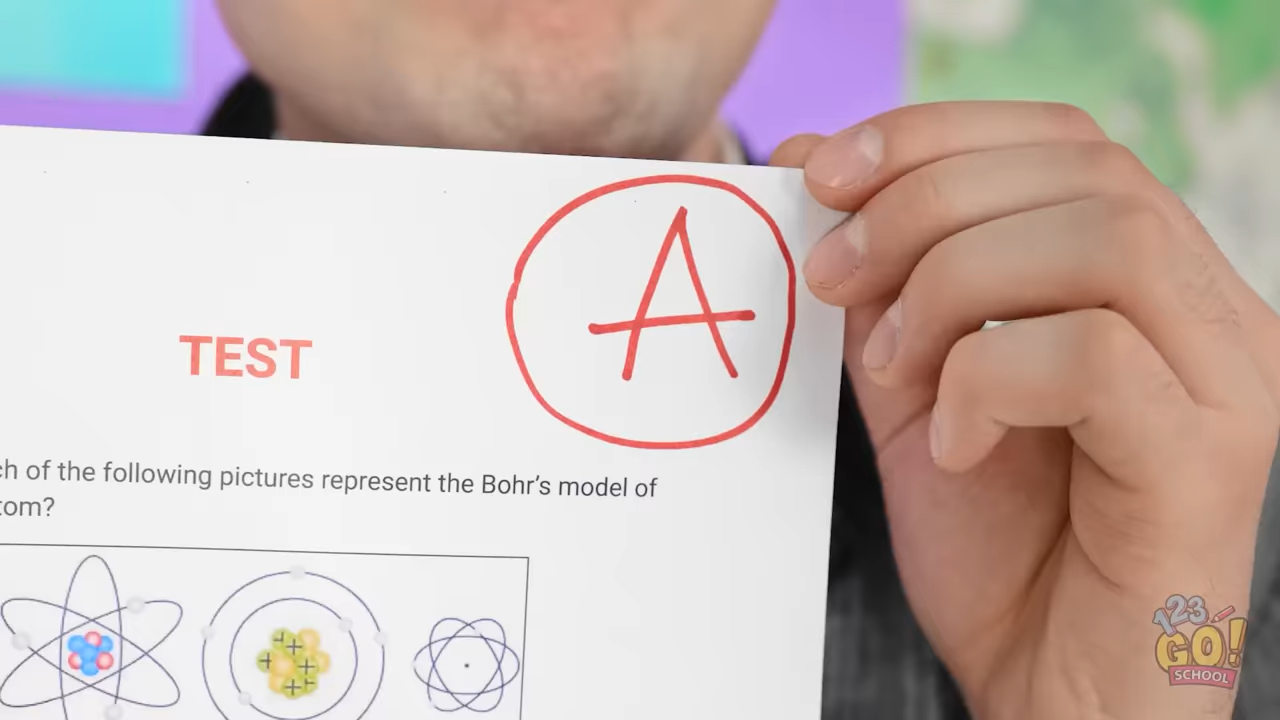 A
TEST
ch of the following pictures represent the Bohr's model of
tom?
+ +
+ +
+ +
123
GO!
SCHOOL